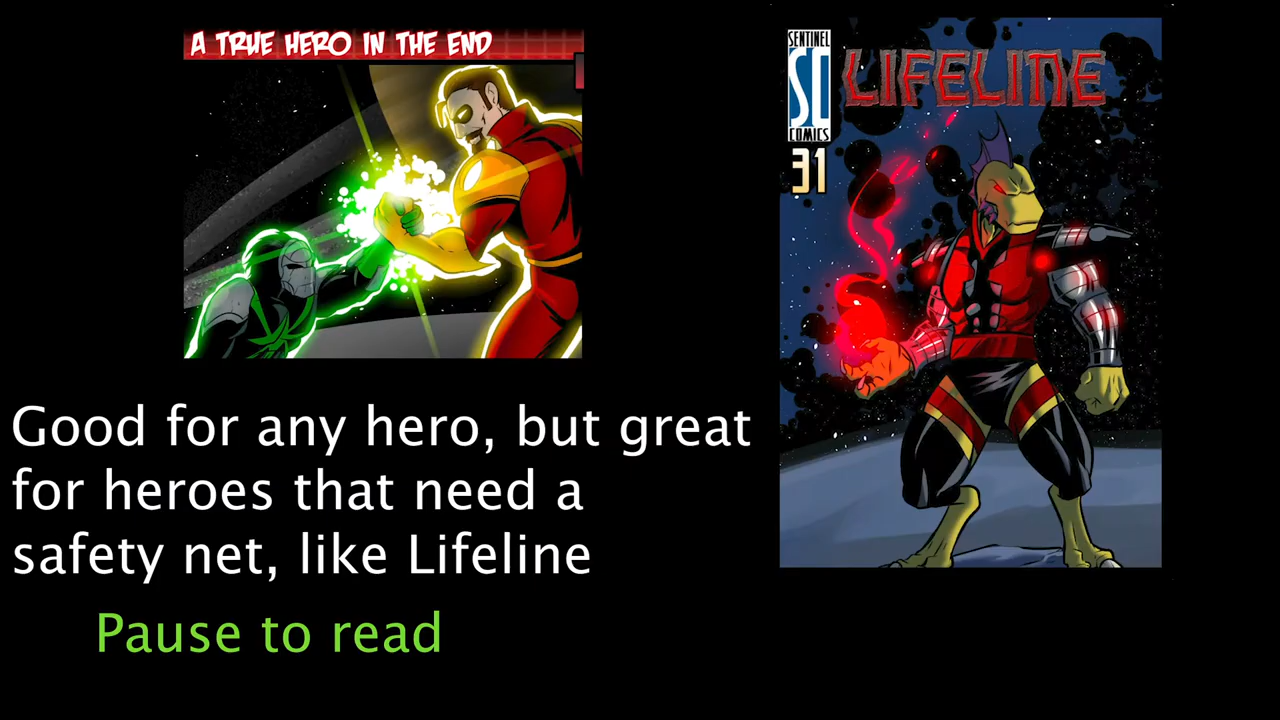 A TRUE HERO IN THE END
SENTINEL
SC
COMICS
31
LIFELINE
Good for any hero, but great
for heroes that need a
safety net, like Lifeline
Pause to read